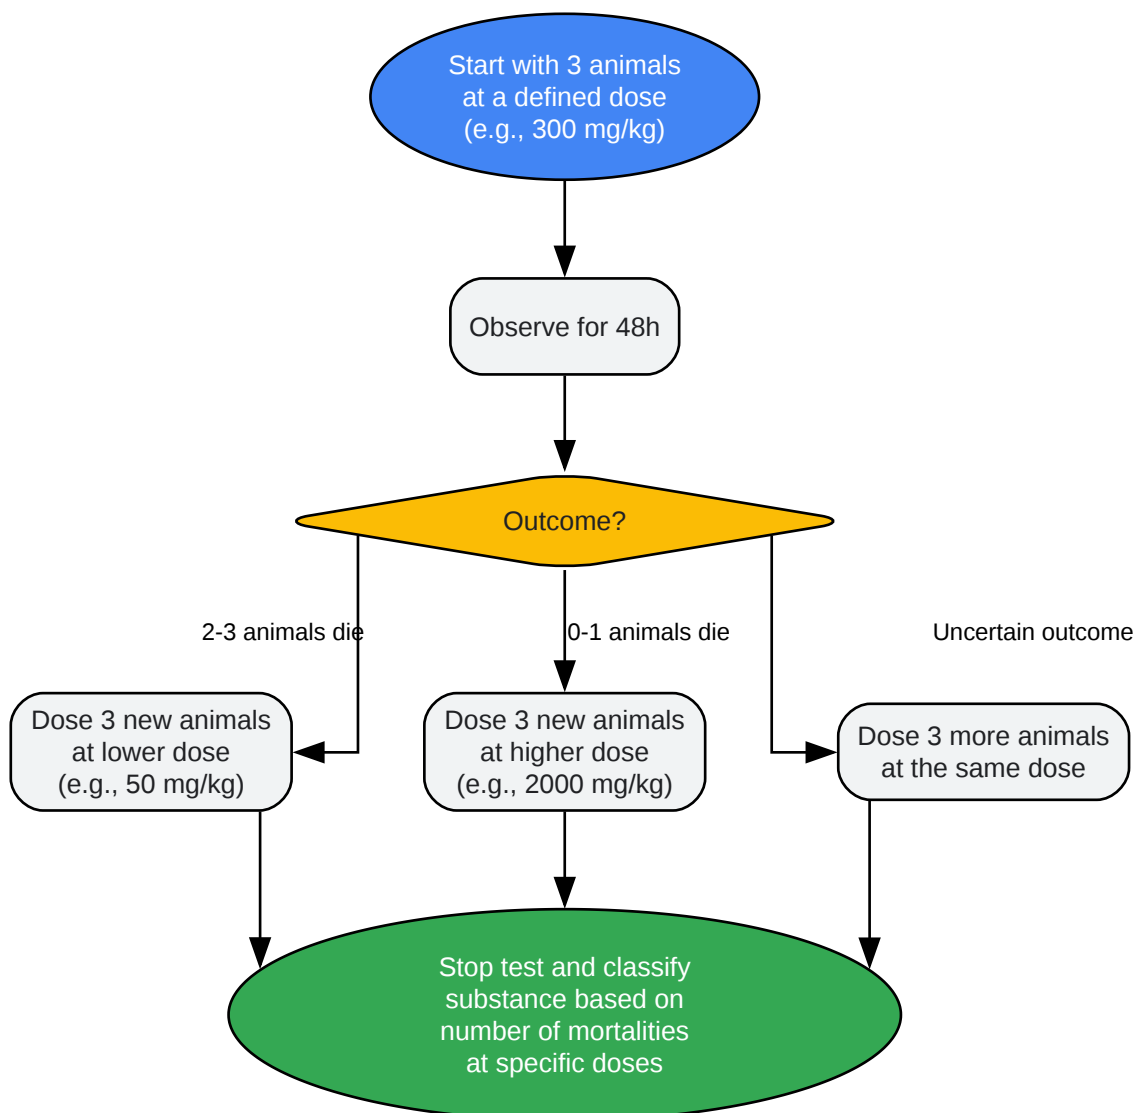 Start with 3 animals
at a defined dose
(e.g., 300 mg/kg)
Observe for 48h
Outcome?
2-3 animals die
0-1 animals die
Uncertain outcome
Dose 3 new animals
at lower dose
(e.g., 50 mg/kg)
Dose 3 new animals
at higher dose
(e.g., 2000 mg/kg)
Dose 3 more animals
at the same dose
Stop test and classify
substance based on
number of mortalities
at specific doses